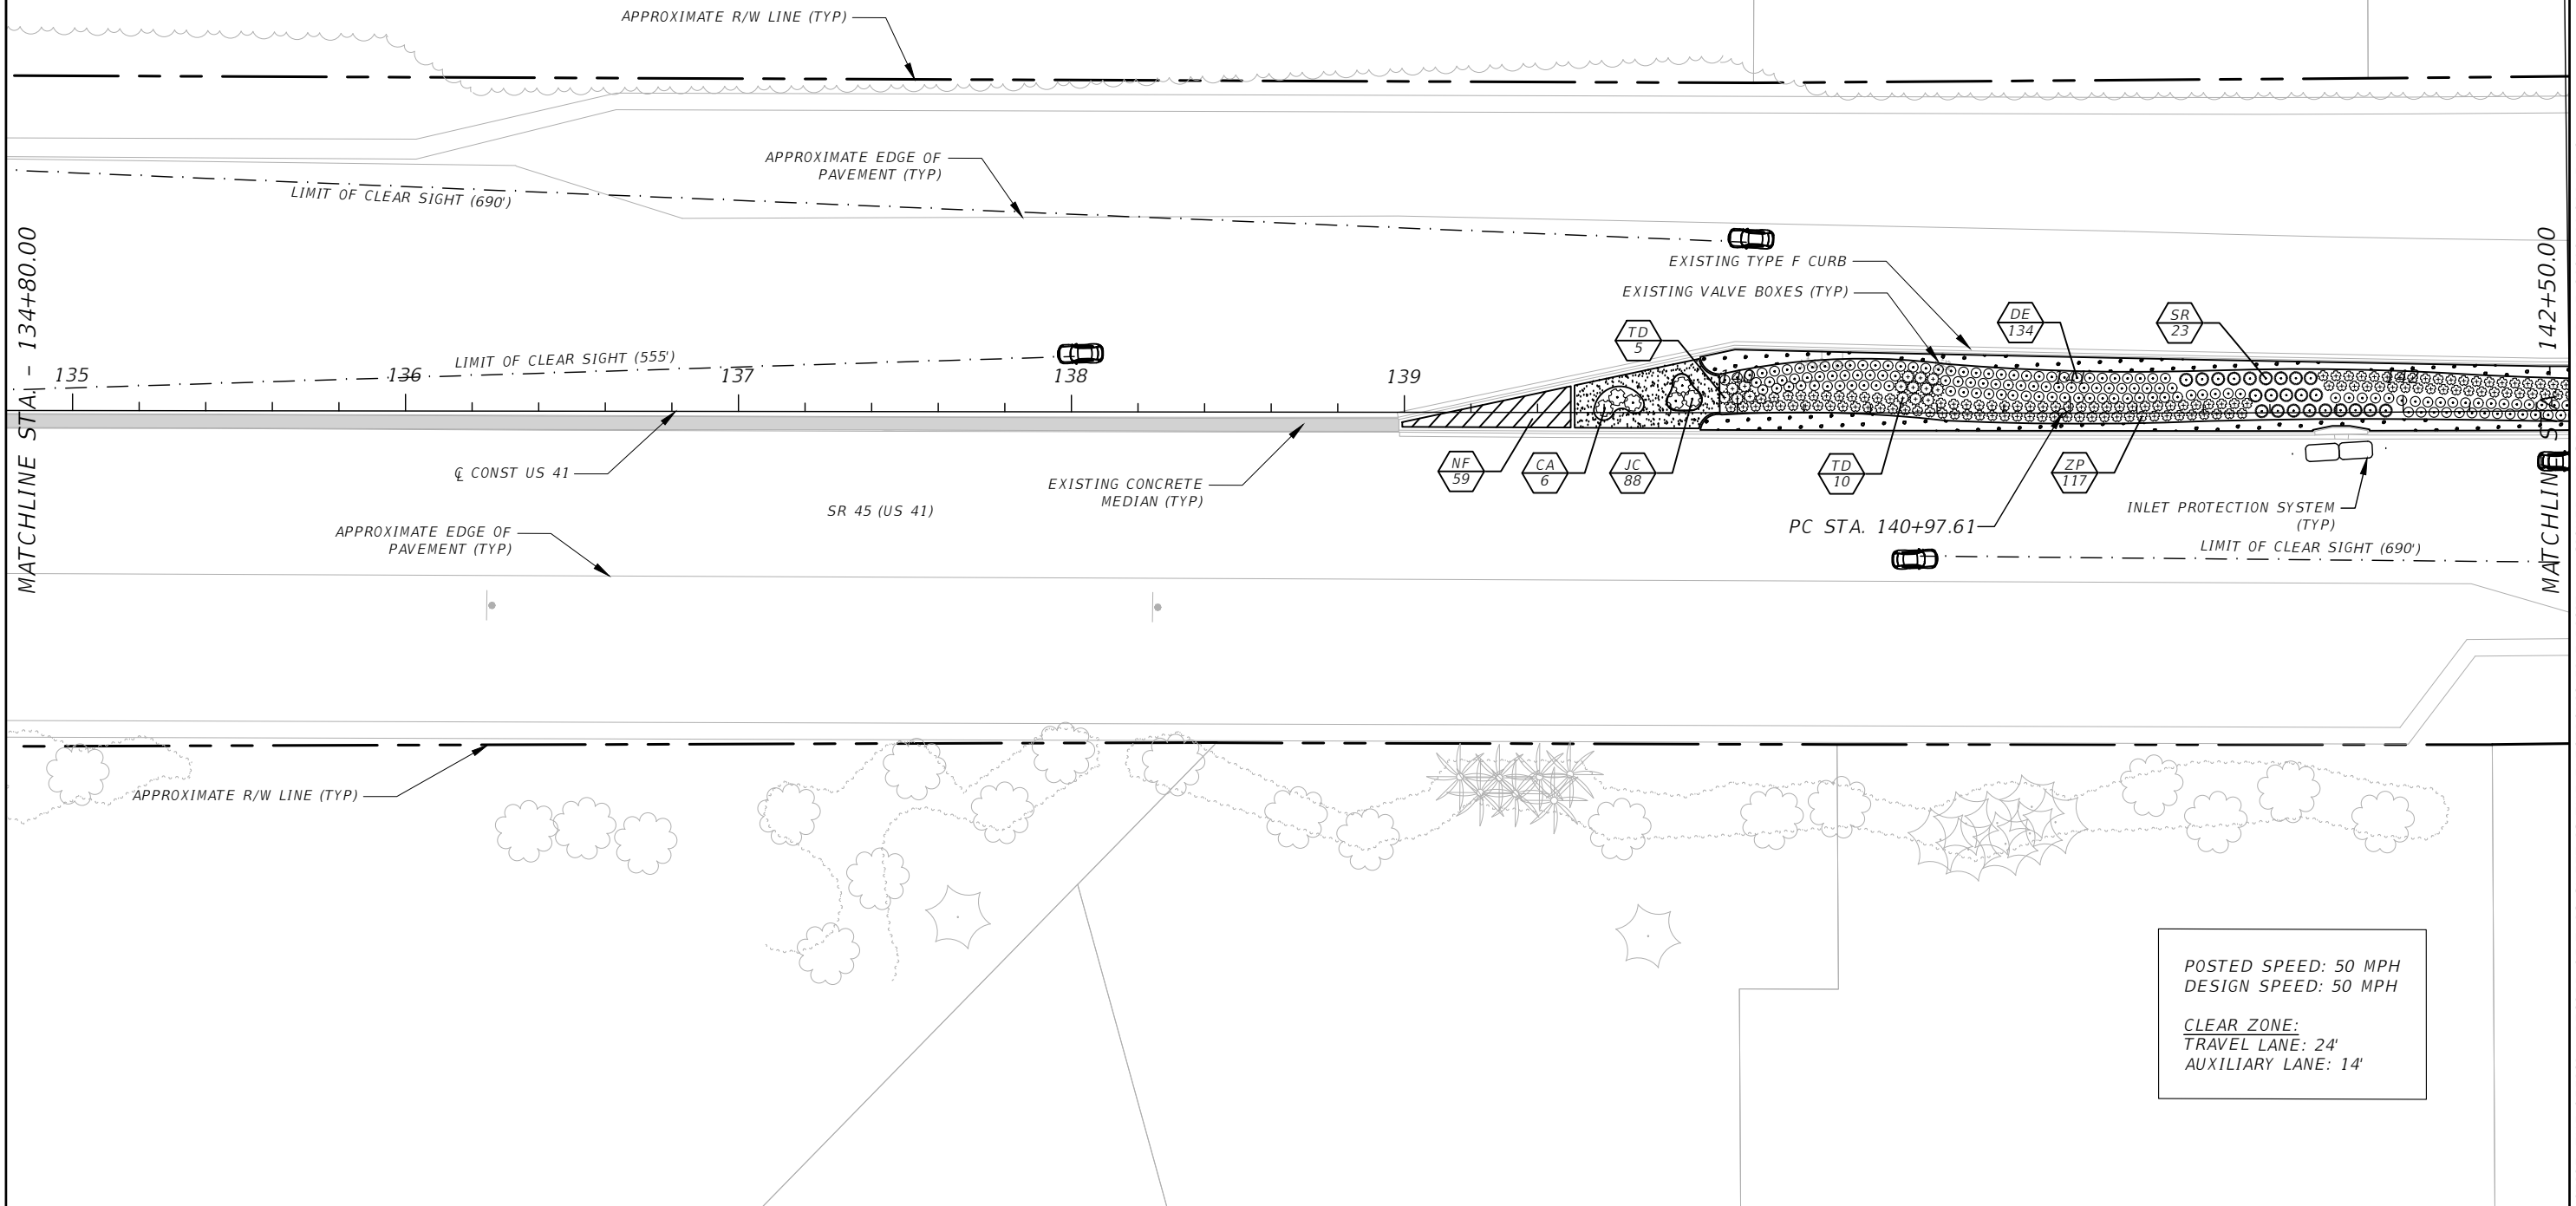 APPROXIMATE R/W LINE (TYP)
APPROXIMATE EDGE OF
PAVEMENT (TYP)
LIMIT OF CLEAR SIGHT (690')
MATCHLINE STA. - 134+80.00
EXISTING TYPE F CURB
EXISTING VALVE BOXES (TYP)
DE
134
SR
23
TD
5
LIMIT OF CLEAR SIGHT (555')
135
136
137
138
139
NF
59
CA
6
JC
88
TD
10
ZP
117
℄ CONST US 41
EXISTING CONCRETE
MEDIAN (TYP)
SR 45 (US 41)
PC STA. 140+97.61
INLET PROTECTION SYSTEM
(TYP)
LIMIT OF CLEAR SIGHT (690')
MATCHLINE STA. 142+50.00
APPROXIMATE EDGE OF
PAVEMENT (TYP)
APPROXIMATE R/W LINE (TYP)
POSTED SPEED: 50 MPH
DESIGN SPEED: 50 MPH
CLEAR ZONE:
TRAVEL LANE: 24'
AUXILIARY LANE: 14'